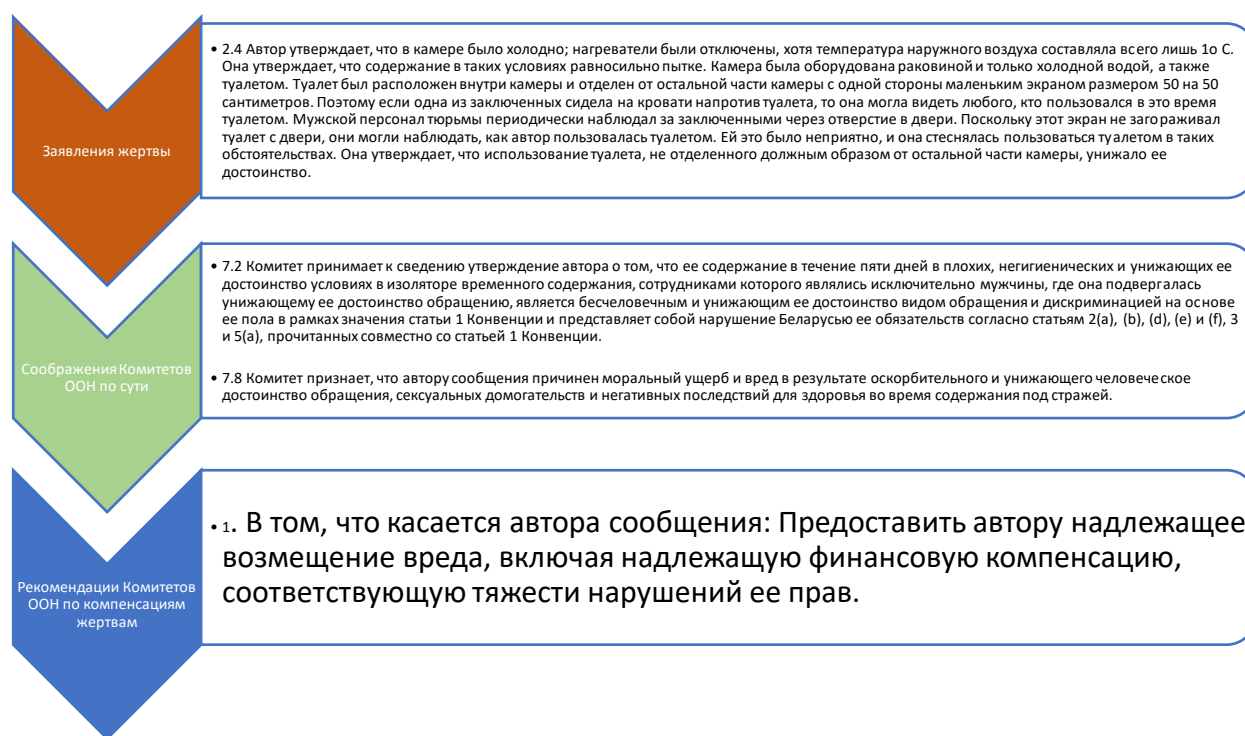 Заявления жертвы
• 2.4 Автор утверждает, что в камере было холодно; нагреватели были отключены, хотя температура наружного воздуха составляла всего лишь 1о С.
Она утверждает, что содержание в таких условиях равносильно пытке. Камера была оборудована раковиной и только холодной водой, а также
туалетом. Туалет был расположен внутри камеры и отделен от остальной части камеры с одной стороны маленьким экраном размером 50 на 50
сантиметров. Поэтому если одна из заключенных сидела на кровати напротив туалета, то она могла видеть любого, кто пользовался в это время
туалетом. Мужской персонал тюрьмы периодически наблюдал за заключенными через отверстие в двери. Поскольку этот экран не загораживал
туалет с двери, они могли наблюдать, как автор пользовалась туалетом. Ей это было неприятно, и она стеснялась пользоваться туалетом в таких
обстоятельствах. Она утверждает, что использование туалета, не отделенного должным образом от остальной части камеры, унижало ее
достоинство.
Соображения Комитетов
ООН по сути
• 7.2 Комитет принимает к сведению утверждение автора о том, что ее содержание в течение пяти дней в плохих, негигиенических и унижающих ее
достоинство условиях в изоляторе временного содержания, сотрудниками которого являлись исключительно мужчины, где она подвергалась
унижающему ее достоинство обращению, является бесчеловечным и унижающим ее достоинство видом обращения и дискриминацией на основе
ее пола в рамках значения статьи 1 Конвенции и представляет собой нарушение Беларусью ее обязательств согласно статьям 2(a), (b), (d), (e) и (f), 3
и 5(a), прочитанных совместно со статьей 1 Конвенции.
• 7.8 Комитет признает, что автору сообщения причинен моральный ущерб и вред в результате оскорбительного и унижающего человеческое
достоинство обращения, сексуальных домогательств и негативных последствий для здоровья во время содержания под стражей.
Рекомендации Комитетов
ООН по компенсациям
жертвам
• 1. В том, что касается автора сообщения: Предоставить автору надлежащее
возмещение вреда, включая надлежащую финансовую компенсацию,
соответствующую тяжести нарушений ее прав.